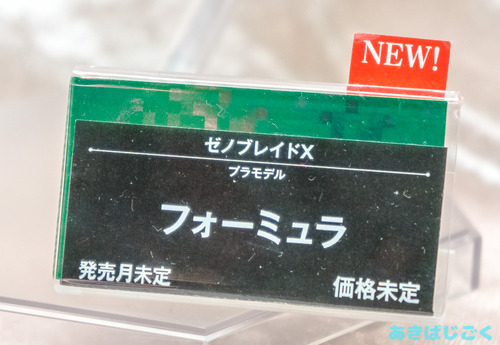 NEW!
ゼノブレイドX
プラモデル
フォーミュラ
発売月未定
価格未定
あきばじごく